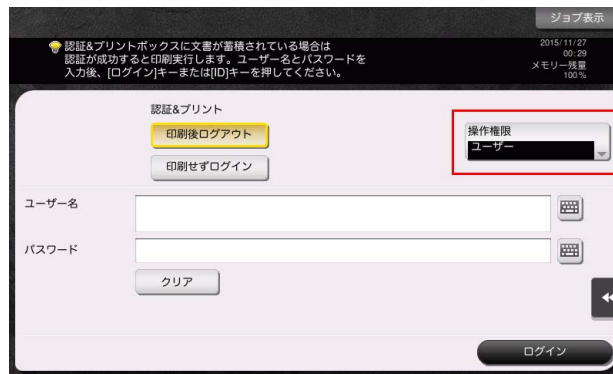 ジョブ表示
認証&プリントボックスに文書が蓄積されている場合は
認証が成功すると印刷実行します。ユーザー名とパスワードを
入力後、[ログイン]キーまたは[ID]キーを押してください。
2015/11/27
00:29
メモリー残量
100%
認証&プリント
印刷後ログアウト
操作権限
ユーザー
印刷せずログイン
ユーザー名
パスワード
クリア
ログイン